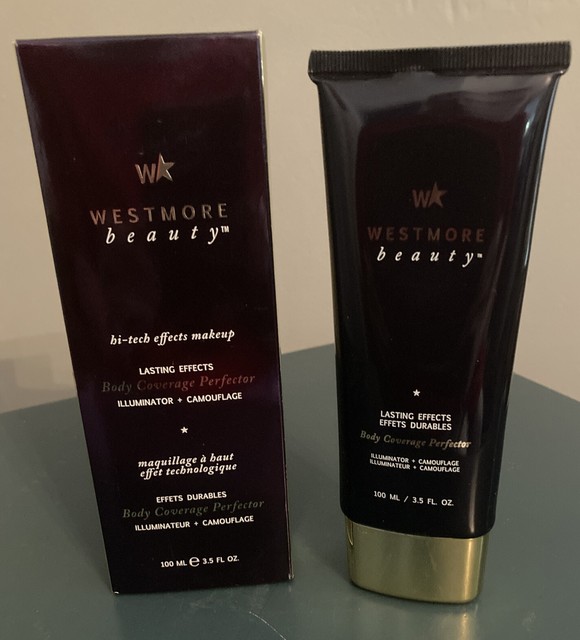 W★
WESTMORE
beauty™
hi-tech effects makeup
LASTING EFFECTS
Body Coverage Perfector
ILLUMINATOR + CAMOUFLAGE
★
maquillage à haut
effet technologique
EFFETS DURABLES
Body Coverage Perfector
ILLUMINATEUR + CAMOUFLAGE
100 ML ℮ 3.5 FL OZ.
W★
WESTMORE
beauty™
★
LASTING EFFECTS
EFFETS DURABLES
Body Coverage Perfector
ILLUMINATOR + CAMOUFLAGE
ILLUMINATEUR + CAMOUFLAGE
100 ML / 3.5 FL. OZ.